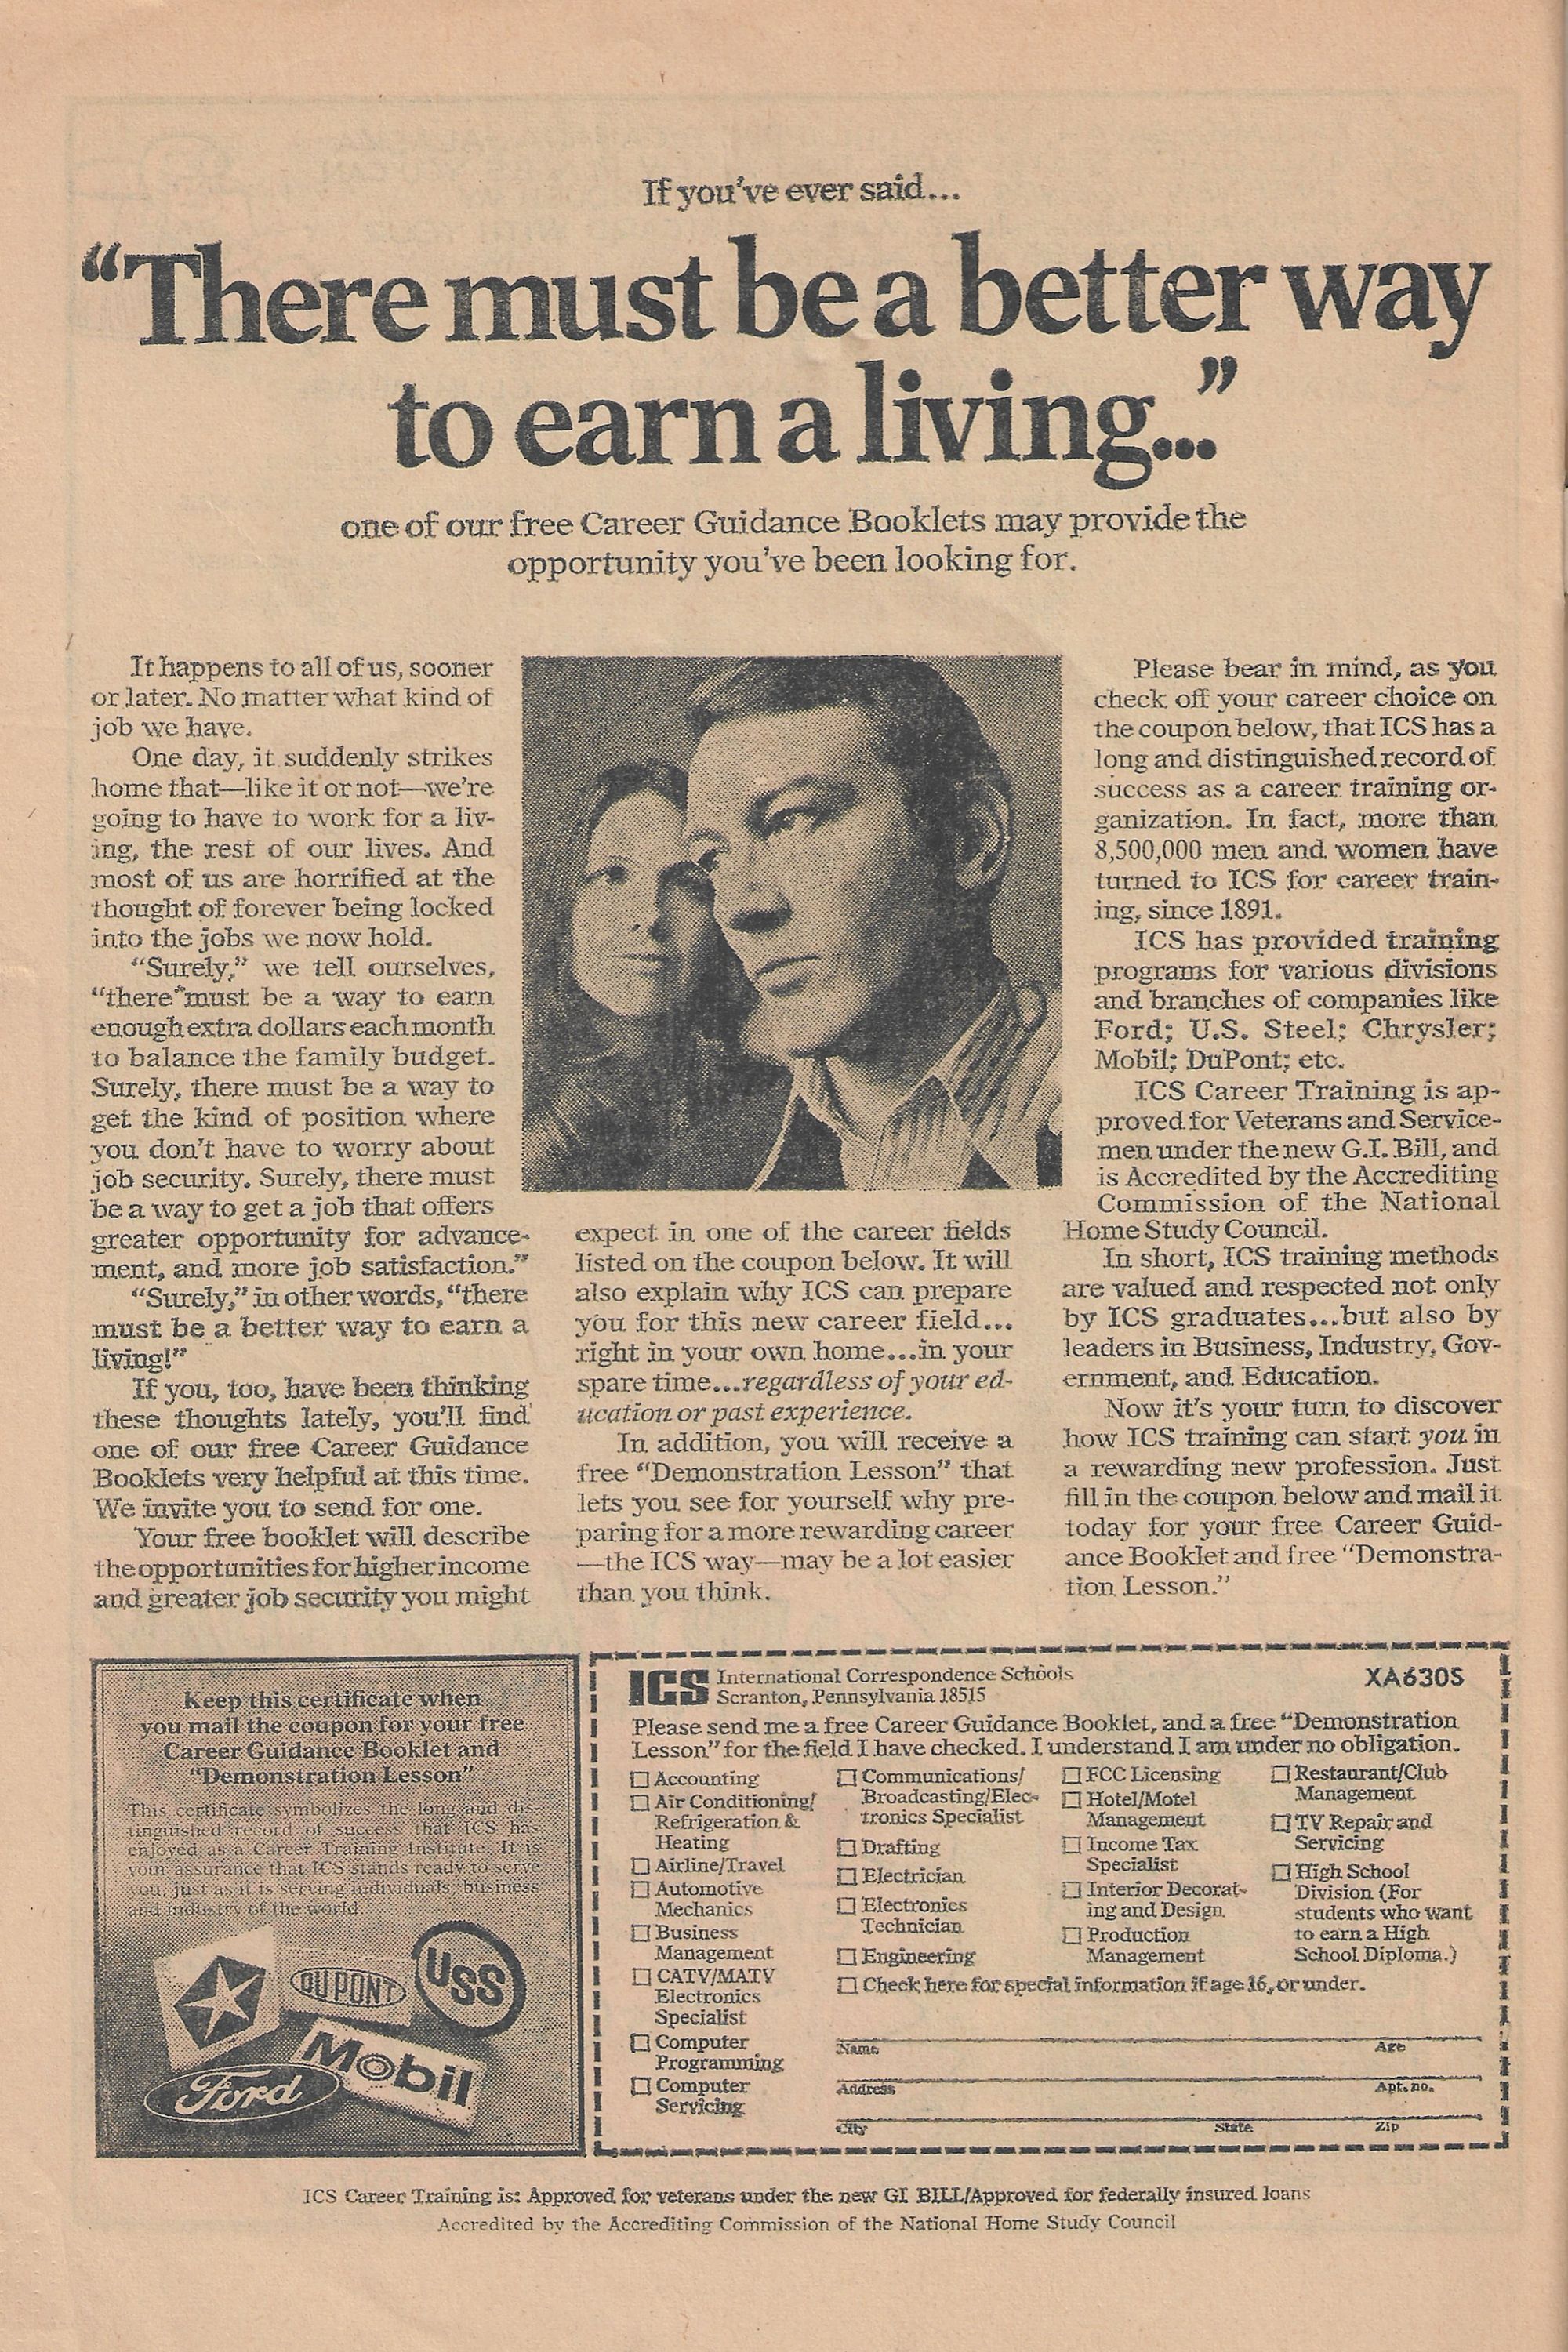 If you've ever said...
“There must be a better way
to earn a living...”
one of our free Career Guidance Booklets may provide the
opportunity you've been looking for.
It happens to all of us, sooner
or later. No matter what kind of
job we have.
One day, it suddenly strikes
home that—like it or not—we're
going to have to work for a liv-
ing, the rest of our lives. And
most of us are horrified at the
thought of forever being locked
into the jobs we now hold.
“Surely,” we tell ourselves,
“there must be a way to earn
enough extra dollars each month
to balance the family budget.
Surely, there must be a way to
get the kind of position where
you don't have to worry about
job security. Surely, there must
be a way to get a job that offers
greater opportunity for advance-
ment, and more job satisfaction.”
“Surely,” in other words, “there
must be a better way to earn a
living!”
If you, too, have been thinking
these thoughts lately, you'll find
one of our free Career Guidance
Booklets very helpful at this time.
We invite you to send for one.
Your free booklet will describe
the opportunities for higher income
and greater job security you might
expect in one of the career fields
listed on the coupon below. It will
also explain why ICS can prepare
you for this new career field...
right in your own home...in your
spare time...regardless of your ed-
ucation or past experience.
In addition, you will receive a
free “Demonstration Lesson” that
lets you see for yourself why pre-
paring for a more rewarding career
—the ICS way—may be a lot easier
than you think.
Please bear in mind, as you
check off your career choice on
the coupon below, that ICS has a
long and distinguished record of
success as a career training or-
ganization. In fact, more than
8,500,000 men and women have
turned to ICS for career train-
ing, since 1891.
ICS has provided training
programs for various divisions
and branches of companies like
Ford; U.S. Steel; Chrysler;
Mobil; DuPont; etc.
ICS Career Training is ap-
proved for Veterans and Service-
men under the new G.I. Bill, and
is Accredited by the Accrediting
Commission of the National
Home Study Council.
In short, ICS training methods
are valued and respected not only
by ICS graduates...but also by
leaders in Business, Industry, Gov-
ernment, and Education.
Now it's your turn to discover
how ICS training can start you in
a rewarding new profession. Just
fill in the coupon below and mail it
today for your free Career Guid-
ance Booklet and free “Demonstra-
tion Lesson.”
Keep this certificate when
you mail the coupon for your free
Career Guidance Booklet and
“Demonstration Lesson”
This certificate symbolizes the long and dis-
tinguished record of success that ICS has
enjoyed as a Career Training Institute. It is
your assurance that ICS stands ready to serve
you, just as it is serving individuals, business
and industry of the world.
DUPONT
USS
Mobil
Ford
ICS International Correspondence Schools
Scranton, Pennsylvania 18515
XA630S
Please send me a free Career Guidance Booklet, and a free “Demonstration
Lesson” for the field I have checked. I understand I am under no obligation.
Accounting
Air Conditioning/
Refrigeration &
Heating
Airline/Travel
Automotive
Mechanics
Business
Management
CATV/MATV
Electronics
Specialist
Computer
Programming
Computer
Servicing
Communications/
Broadcasting/Elec-
tronics Specialist
Drafting
Electrician
Electronics
Technician
Engineering
FCC Licensing
Hotel/Motel
Management
Income Tax
Specialist
Interior Decorat-
ing and Design
Production
Management
Restaurant/Club
Management
TV Repair and
Servicing
High School
Division (For
students who want
to earn a High
School Diploma.)
Check here for special information if age 16, or under.
Name Age
Address Apt. no.
City State Zip
ICS Career Training is: Approved for veterans under the new GI BILL/Approved for federally insured loans
Accredited by the Accrediting Commission of the National Home Study Council